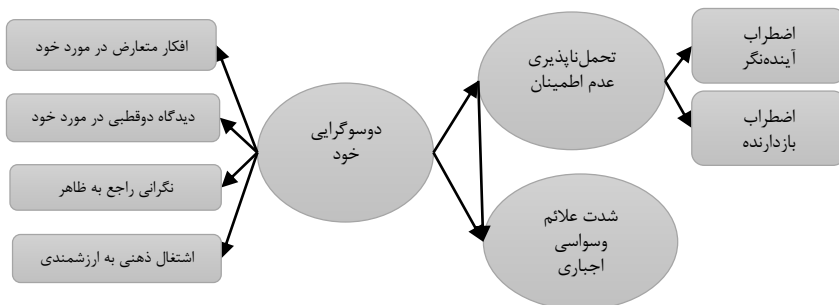 اضطراب
آینده‌نگر
تحمل‌ناپذیری
عدم اطمینان
افکار متعارض در مورد خود
دیدگاه دوقطبی در مورد خود
اضطراب
بازدارنده
دوسوگرایی
خود
نگرانی راجع به ظاهر
شدت علائم
وسواسی
اجباری
اشتغال ذهنی به ارزشمندی